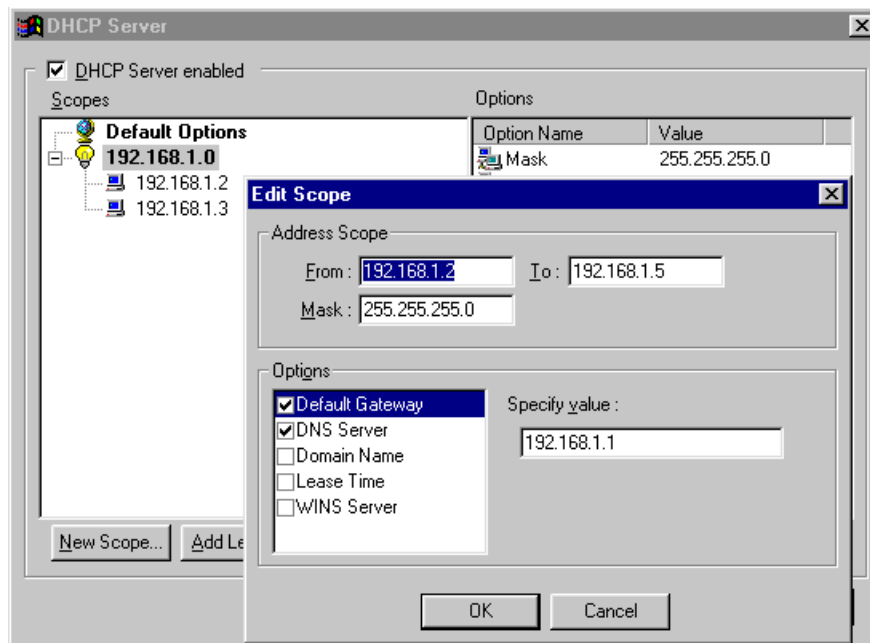 DHCP Server
DHCP Server enabled
Scopes
Options
Default Options
192.168.1.0
192.168.1.2
192.168.1.3
Option Name Value
Mask 255.255.255.0
Edit Scope
Address Scope
From : 192.168.1.2 To : 192.168.1.5
Mask : 255.255.255.0
Options
Default Gateway
DNS Server
Domain Name
Lease Time
WINS Server
Specify value :
192.168.1.1
New Scope... Add Le
OK Cancel